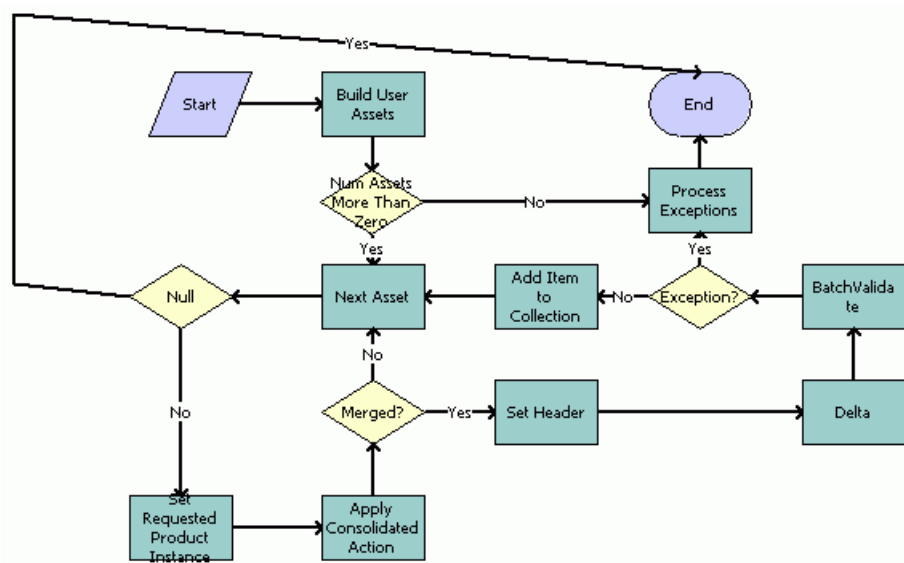 Yes
Start
Build User
Assets
End
Num Assets
More Than
Zero
No
Process
Exceptions
Yes
Yes
Null
Next Asset
Add Item
to
Collection
No
Exception?
BatchValida
te
No
No
Merged?
Yes
Set Header
Delta
Set
Requested
Product
Instance
Apply
Consolidated
Action